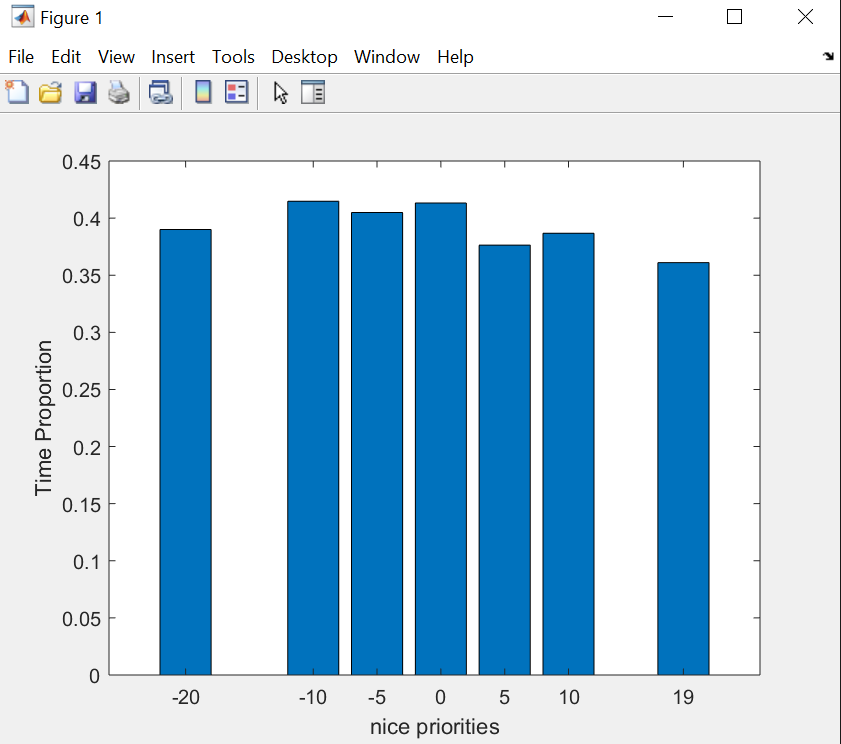 Figure 1
File Edit View Insert Tools Desktop Window Help
0.45
0.4
0.35
0.3
0.25
0.2
0.15
0.1
0.05
0
Time Proportion
-20 -10 -5 0 5 10 19
nice priorities